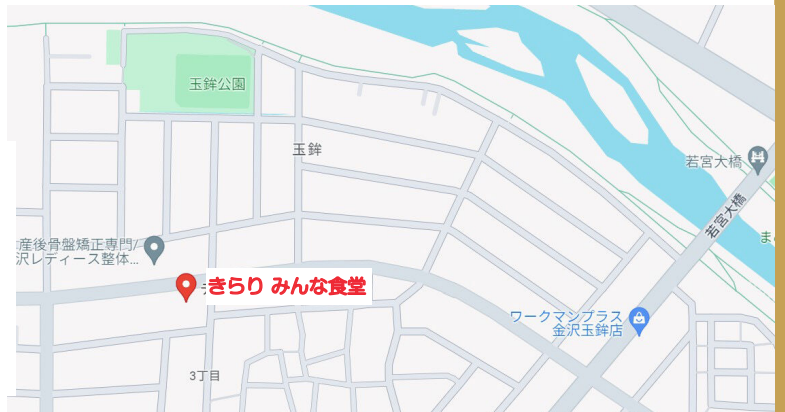 玉鉾公園
玉鉾
若宮大橋
若宮大橋
産後骨盤矯正専門/
沢レディース整体...
きらり みんな食堂
ワークマンプラス
金沢玉鉾店
3丁目